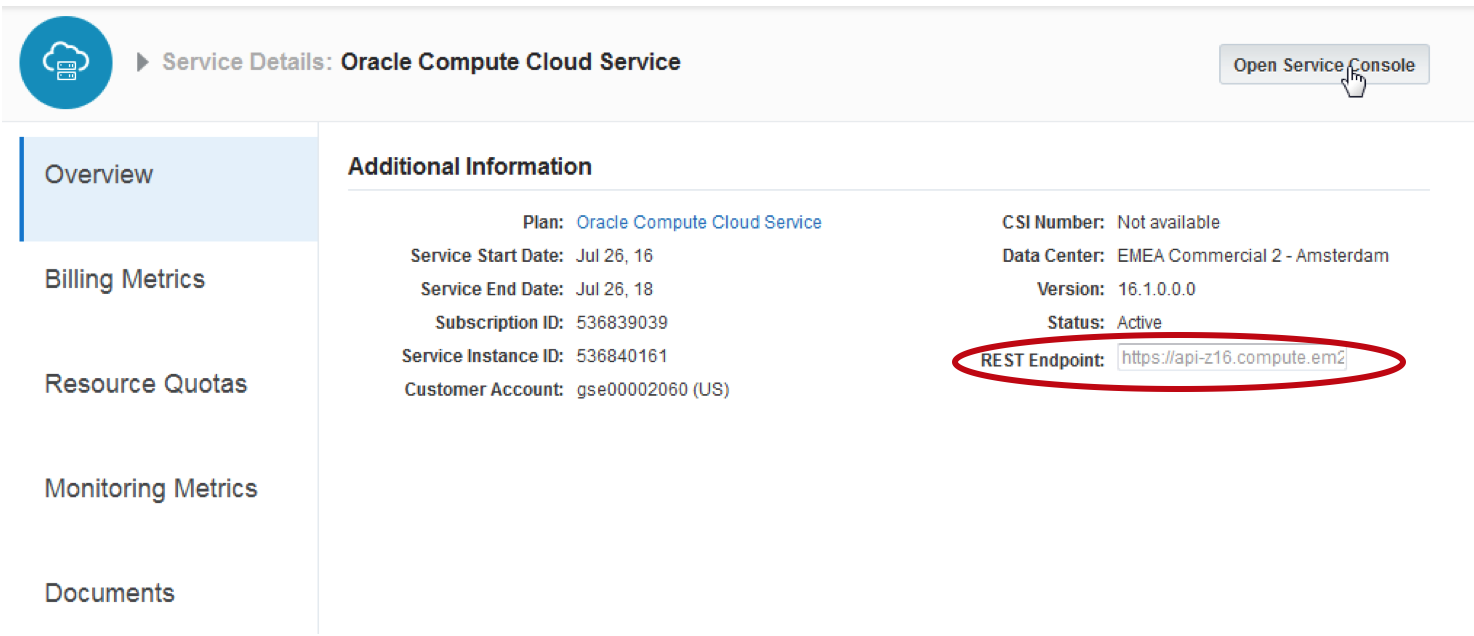 Service Details: Oracle Compute Cloud Service
Open Service Console
Overview
Billing Metrics
Resource Quotas
Monitoring Metrics
Documents
Additional Information
Plan: Oracle Compute Cloud Service
Service Start Date: Jul 26, 16
Service End Date: Jul 26, 18
Subscription ID: 536839039
Service Instance ID: 536840161
Customer Account: gse00002060 (US)
CSI Number: Not available
Data Center: EMEA Commercial 2 - Amsterdam
Version: 16.1.0.0.0
Status: Active
REST Endpoint: https://api-z16.compute.em2